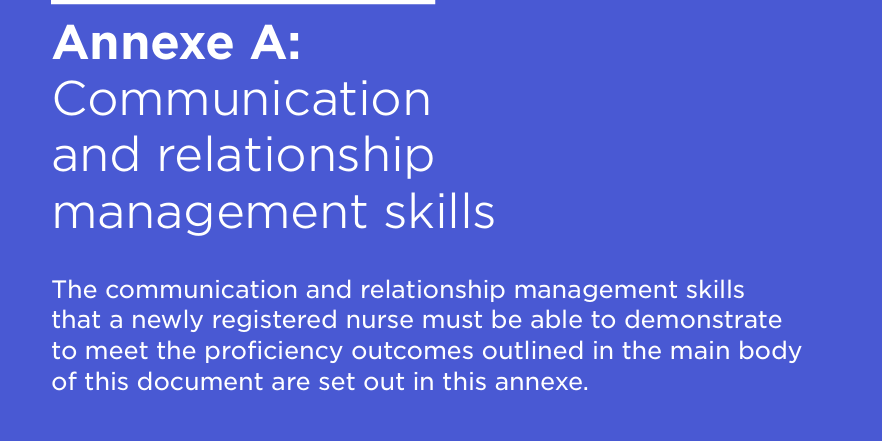 Annexe A:
Communication
and relationship
management skills
The communication and relationship management skills
that a newly registered nurse must be able to demonstrate
to meet the proficiency outcomes outlined in the main body
of this document are set out in this annexe.